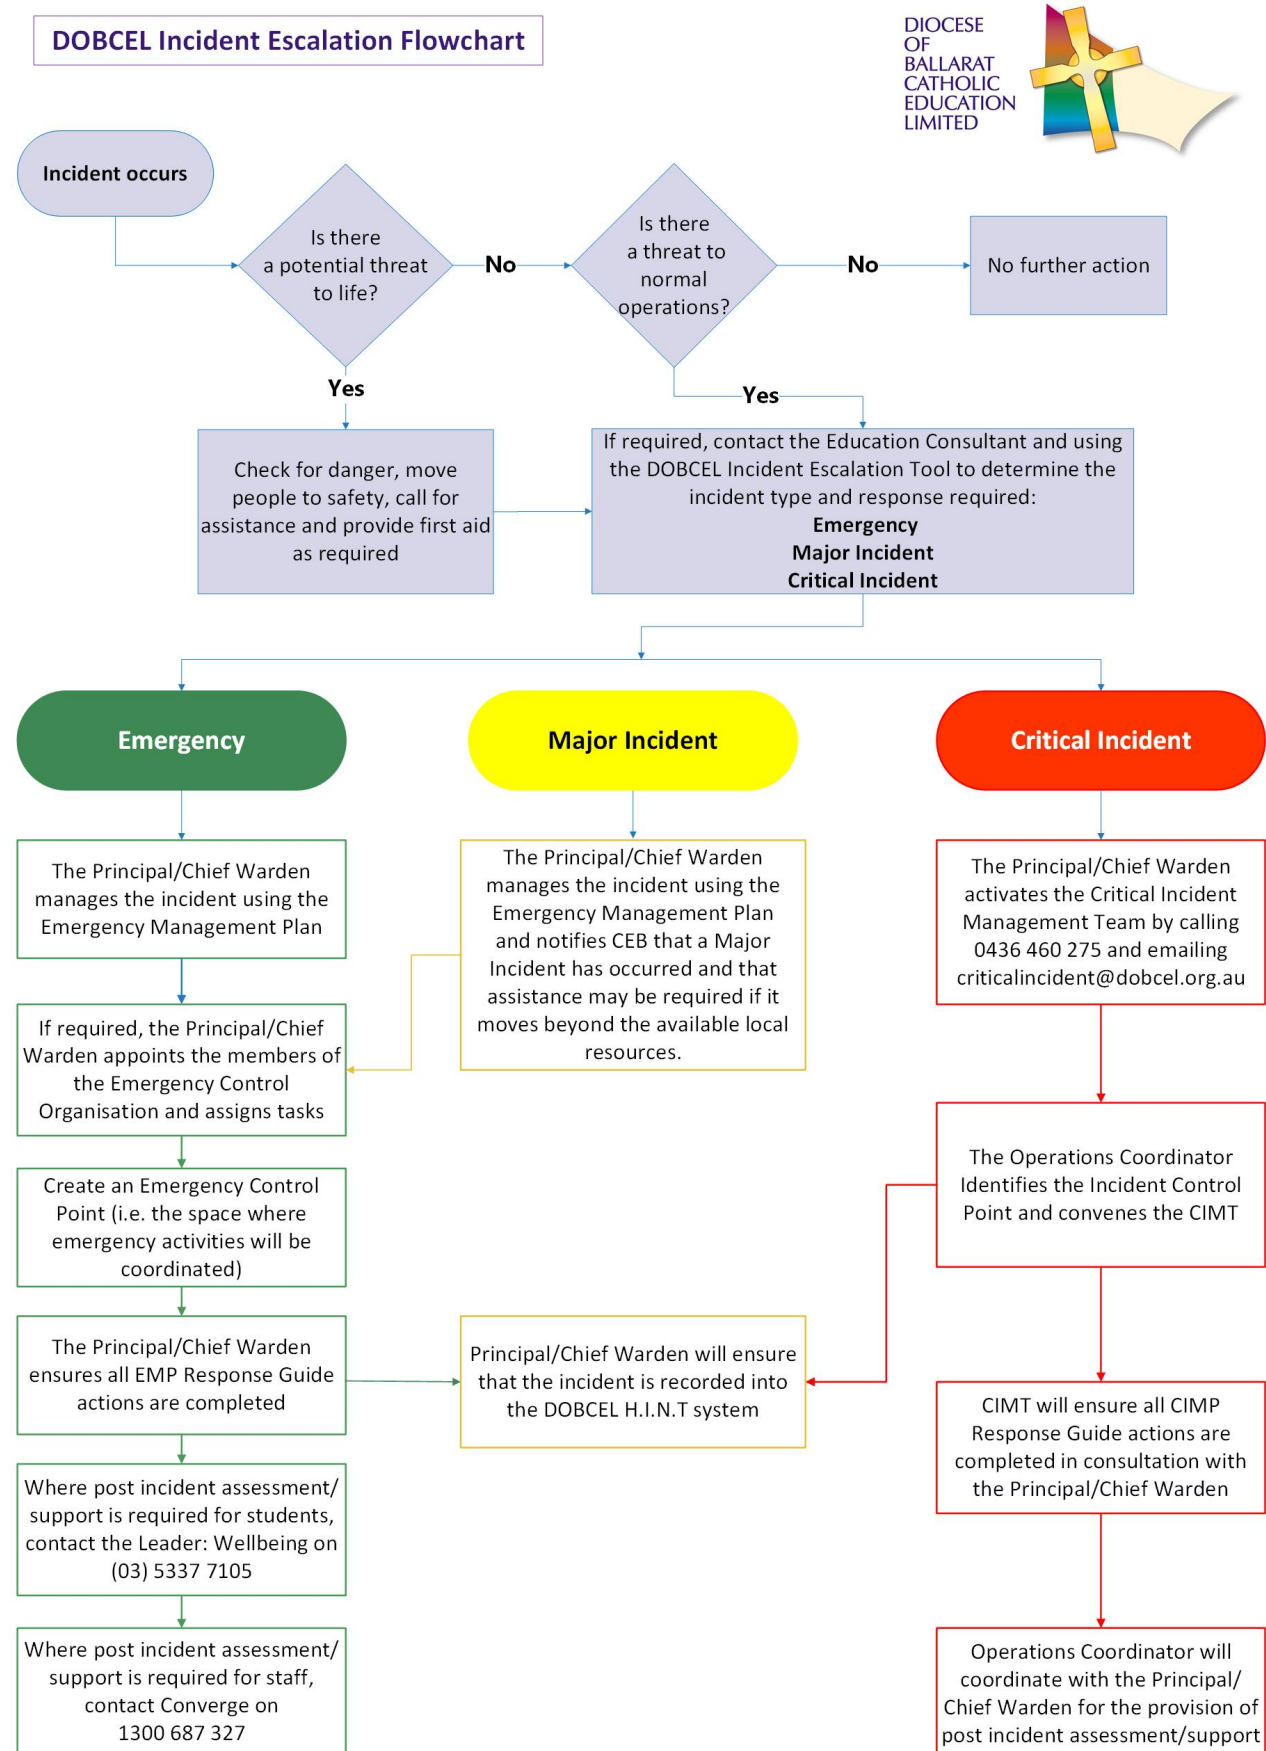 DOBCEL Incident Escalation Flowchart
DIOCESE
OF
BALLARAT
CATHOLIC
EDUCATION
LIMITED
Incident occurs
Is there
a potential threat
to life?
No
Is there
a threat to
normal
operations?
No
No further action
Yes
Yes
Check for danger, move
people to safety, call for
assistance and provide first aid
as required
If required, contact the Education Consultant and using
the DOBCEL Incident Escalation Tool to determine the
incident type and response required:
Emergency
Major Incident
Critical Incident
Emergency
Major Incident
Critical Incident
The Principal/Chief Warden
manages the incident using the
Emergency Management Plan
The Principal/Chief Warden
manages the incident using the
Emergency Management Plan
and notifies CEB that a Major
Incident has occurred and that
assistance may be required if it
moves beyond the available local
resources.
The Principal/Chief Warden
activates the Critical Incident
Management Team by calling
0436 460 275 and emailing
criticalincident@dobcel.org.au
If required, the Principal/Chief
Warden appoints the members of
the Emergency Control
Organisation and assigns tasks
Create an Emergency Control
Point (i.e. the space where
emergency activities will be
coordinated)
The Operations Coordinator
Identifies the Incident Control
Point and convenes the CIMT
The Principal/Chief Warden
ensures all EMP Response Guide
actions are completed
Principal/Chief Warden will ensure
that the incident is recorded into
the DOBCEL H.I.N.T system
CIMT will ensure all CIMP
Response Guide actions are
completed in consultation with
the Principal/Chief Warden
Where post incident assessment/
support is required for students,
contact the Leader: Wellbeing on
(03) 5337 7105
Where post incident assessment/
support is required for staff,
contact Converge on
1300 687 327
Operations Coordinator will
coordinate with the Principal/
Chief Warden for the provision of
post incident assessment/support